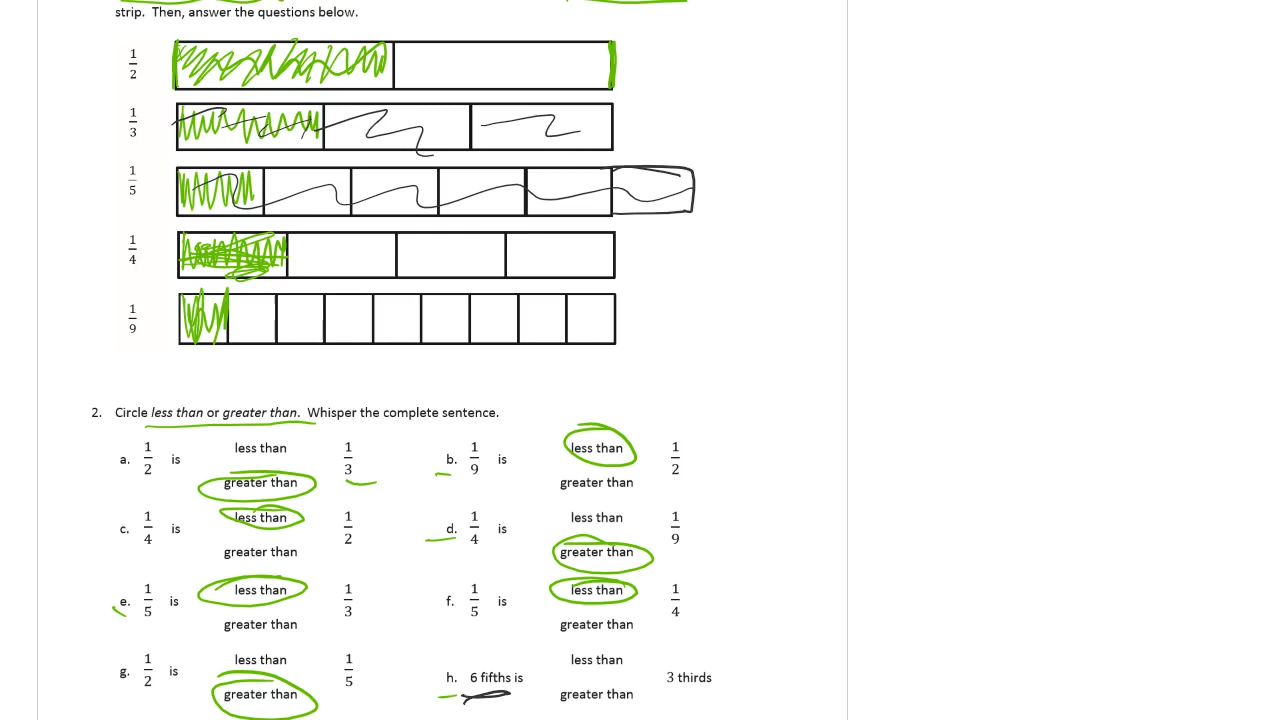 strip. Then, answer the questions below.
1/2
1/3
1/5
1/4
1/9
2. Circle less than or greater than. Whisper the complete sentence.
a. 1/2 is less than greater than 1/3
b. 1/9 is less than greater than 1/2
c. 1/4 is less than greater than 1/2
d. 1/4 is less than greater than 1/9
e. 1/5 is less than greater than 1/3
f. 1/5 is less than greater than 1/4
g. 1/2 is less than greater than 1/5
h. 6 fifths is less than greater than 3 thirds